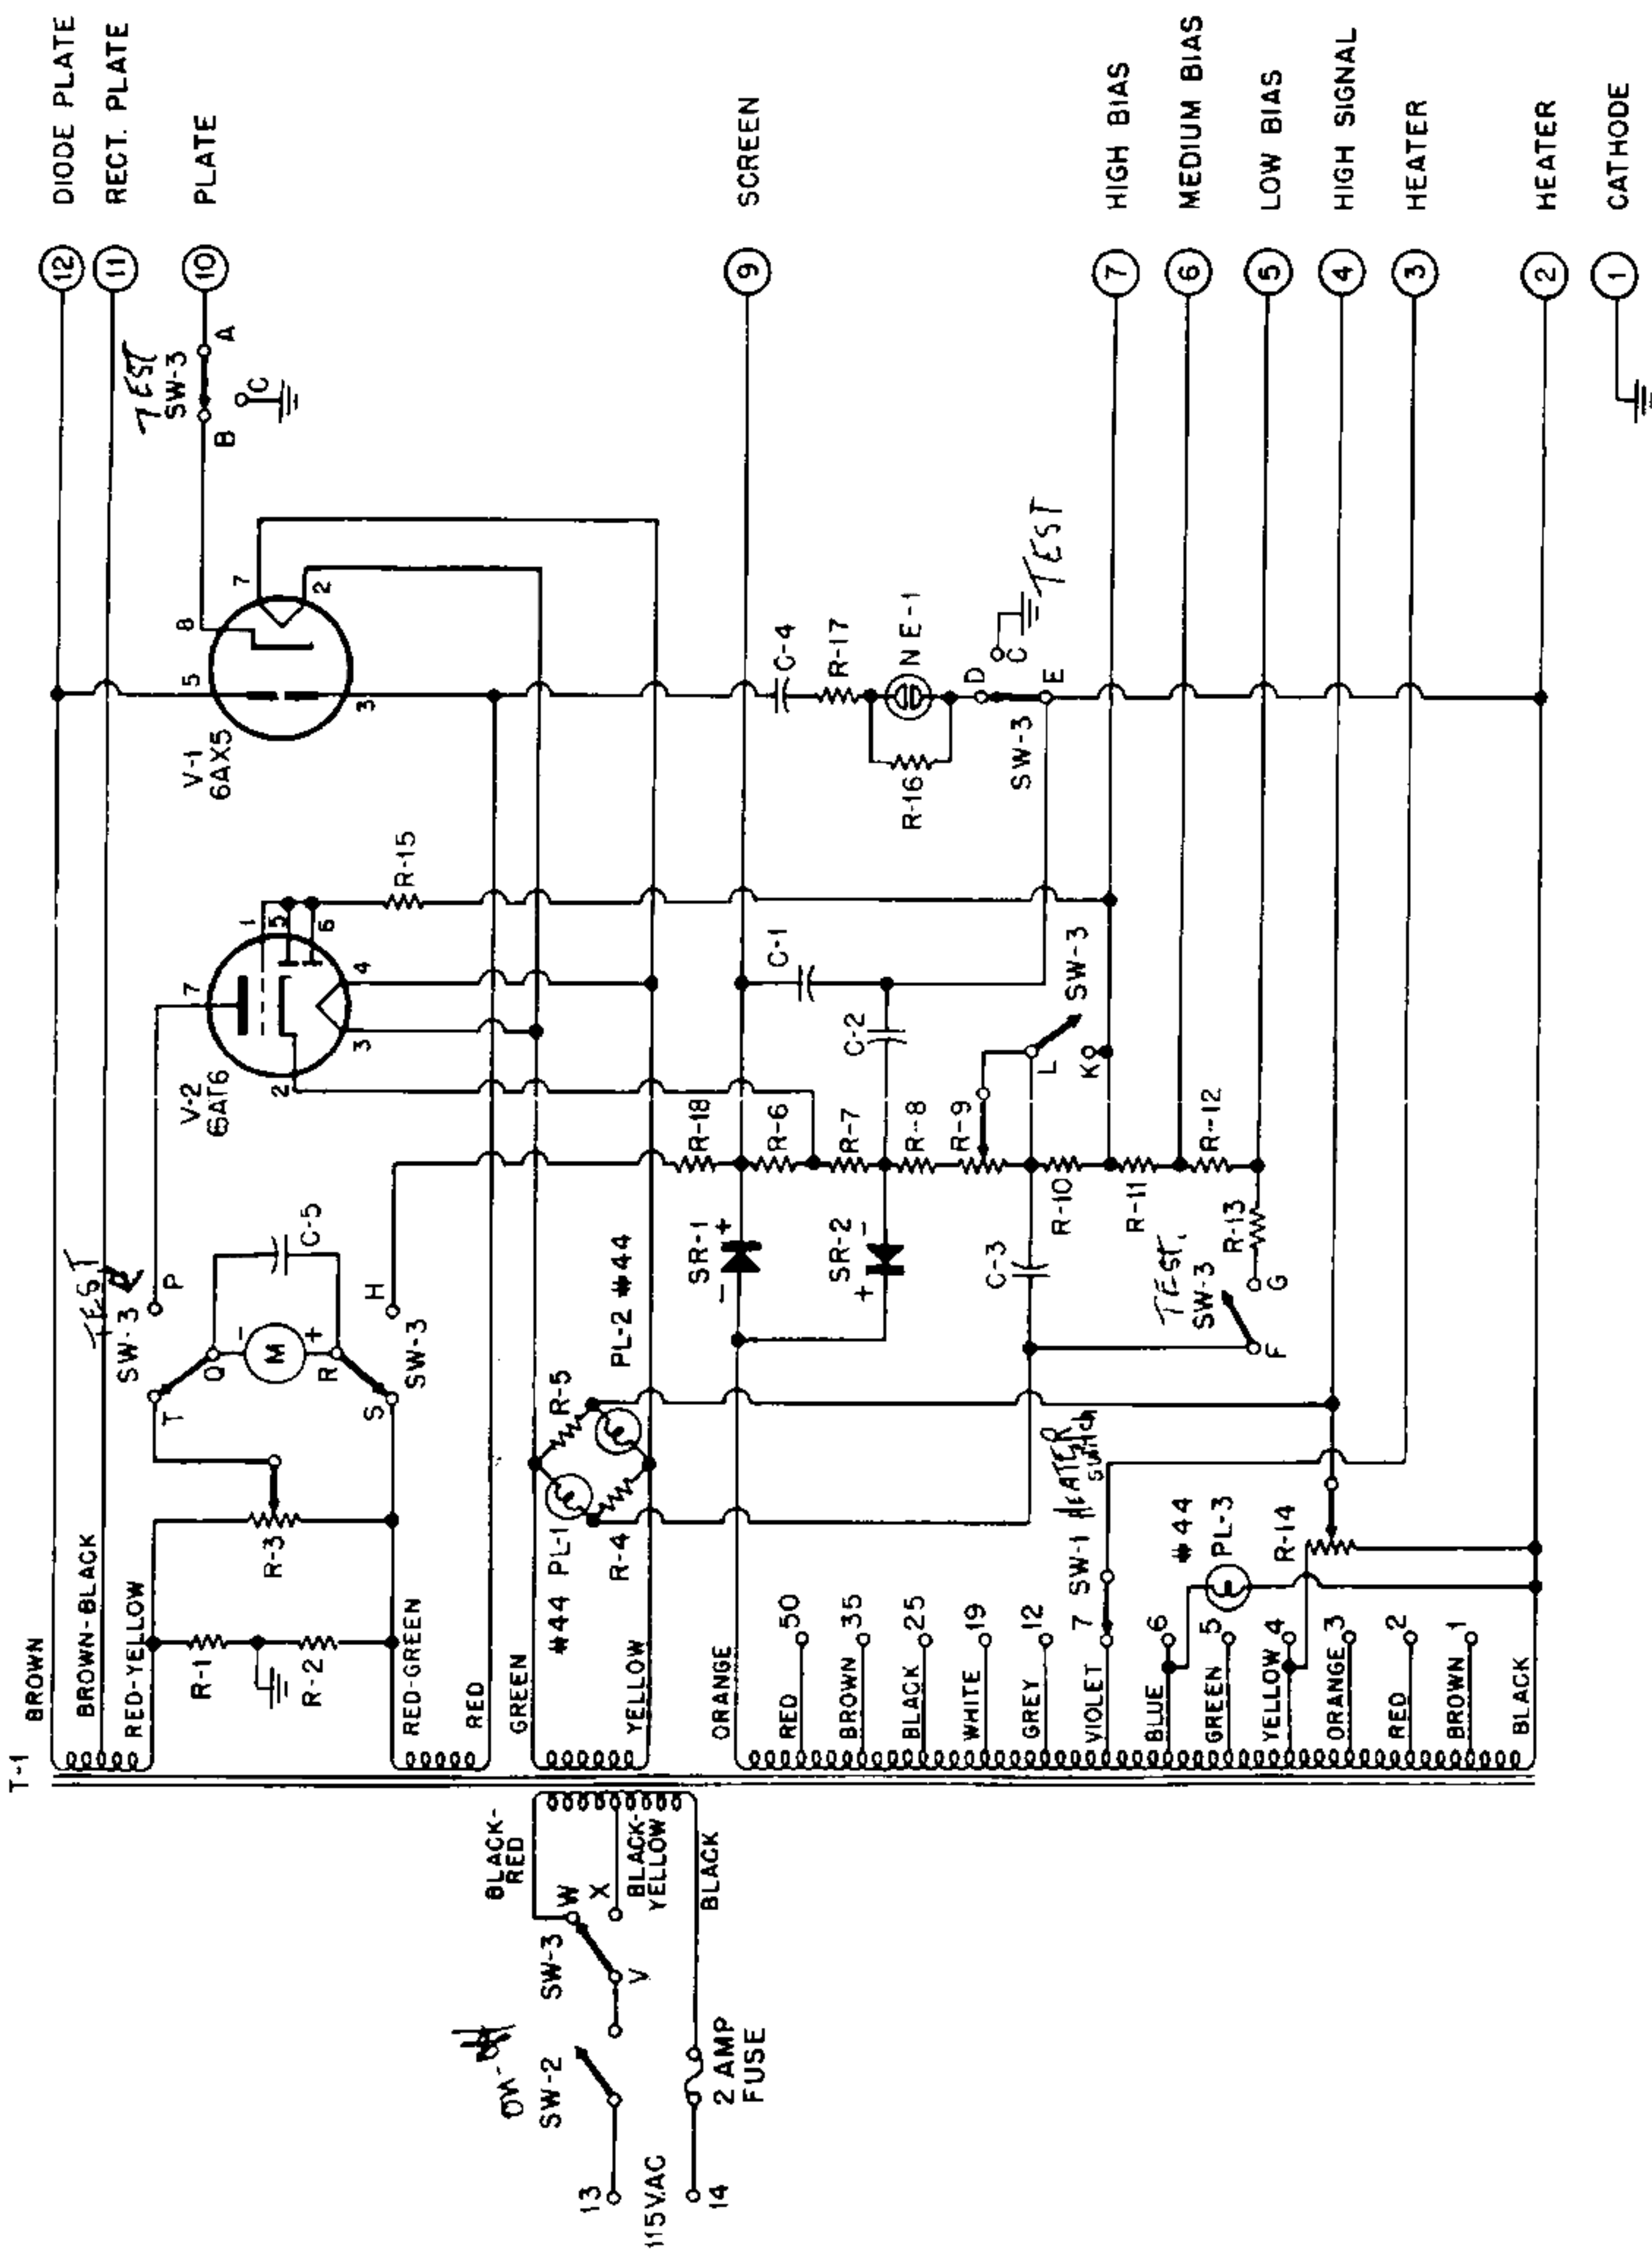 T-1
BROWN
BROWN-BLACK
RED-YELLOW
RED-GREEN
RED
GREEN
YELLOW
ORANGE
RED 50
BROWN 35
BLACK 25
WHITE 19
GREY 12
VIOLET 7
BLUE 6
GREEN 5
YELLOW 4
ORANGE 3
RED 2
BROWN 1
BLACK
BLACK-
RED
BLACK-
YELLOW
BLACK
W
X
V
SW-3
SW-2
ON-
13
115VAC
14
2 AMP
FUSE
R-1
R-2
R-3
T
Q
-
M
+
R
S
C-5
TEST
SW-3
P
H
SW-3
#44 PL-1
R-4
R-5
PL-2 #44
V-2
6AT6
7
1
5
6
2
3
4
R-15
V-1
6AX5
5
8
7
3
2
TEST
SW-3
B
A
C
R-18
SR-1
-
+
R-6
R-7
SR-2
+
-
R-8
R-9
C-1
C-2
L
K
SW-3
C-3
R-10
R-11
R-12
R-13
TEST.
SW-3
F
G
HEATER
SWITCH
SW-1
#44
PL-3
R-14
C-4
R-17
NE-1
R-16
D
C
E
SW-3
TEST
12 DIODE PLATE
11 RECT. PLATE
10 PLATE
9 SCREEN
7 HIGH BIAS
6 MEDIUM BIAS
5 LOW BIAS
4 HIGH SIGNAL
3 HEATER
2 HEATER
1 CATHODE